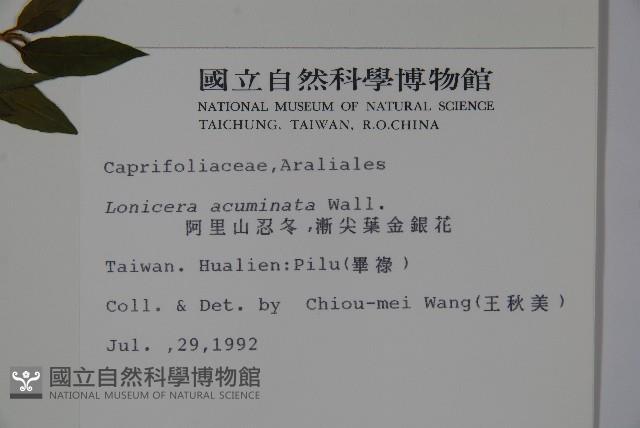 國立自然科學博物館
NATIONAL MUSEUM OF NATURAL SCIENCE
TAICHUNG, TAIWAN, R.O.CHINA
Caprifoliaceae,Araliales
Lonicera acuminata Wall.
阿里山忍冬,漸尖葉金銀花
Taiwan. Hualien:Pilu(畢祿)
Coll. & Det. by Chiou-mei Wang(王秋美)
Jul. ,29,1992
國立自然科學博物館
NATIONAL MUSEUM OF NATURAL SCIENCE